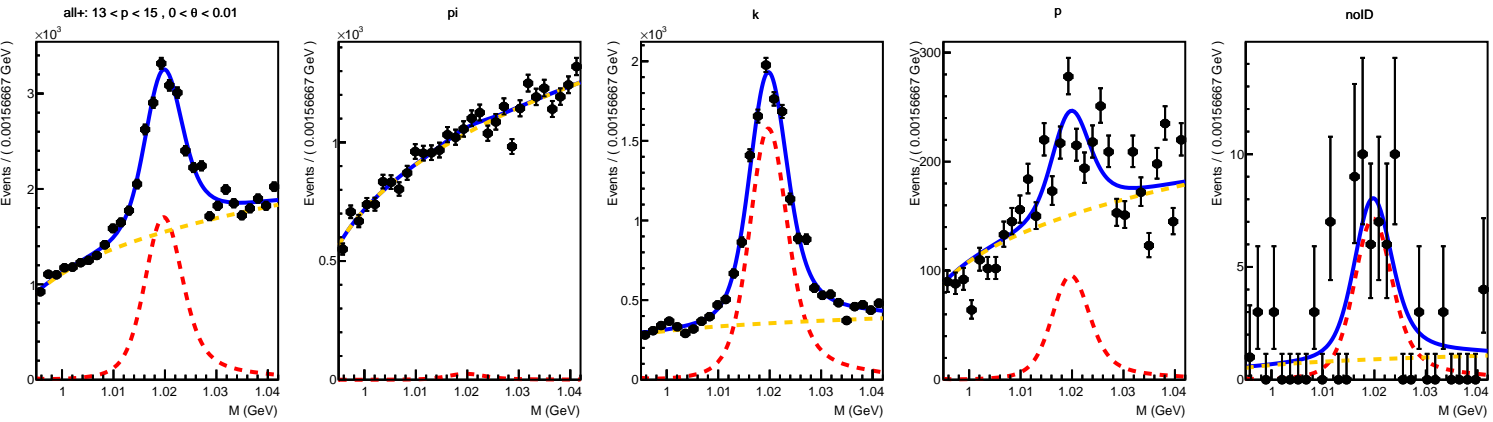 all+: 13 < p < 15 , 0 < θ < 0.01
×10³
Events / ( 0.00156667 GeV )
3
2
1
0
1 1.01 1.02 1.03 1.04
M (GeV)
pi
×10³
Events / ( 0.00156667 GeV )
1
0.5
0
1 1.01 1.02 1.03 1.04
M (GeV)
k
×10³
Events / ( 0.00156667 GeV )
2
1.5
1
0.5
0
1 1.01 1.02 1.03 1.04
M (GeV)
p
Events / ( 0.00156667 GeV )
300
200
100
0
1 1.01 1.02 1.03 1.04
M (GeV)
noID
Events / ( 0.00156667 GeV )
10
5
0
1 1.01 1.02 1.03 1.04
M (GeV)